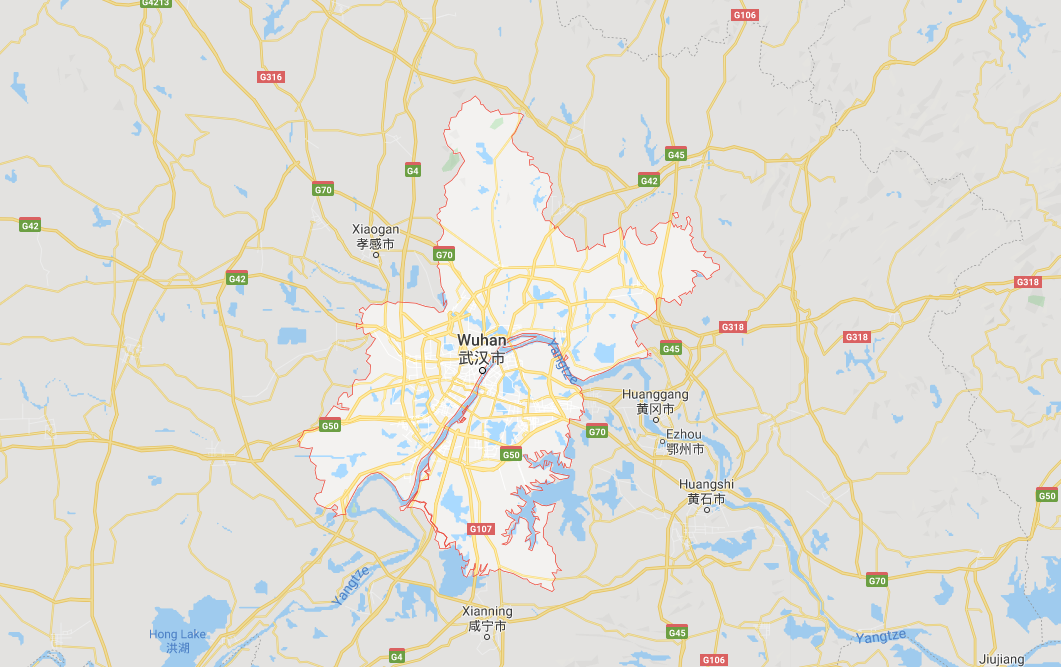 G4213
G106
G316
G45
G4
G42
G70
G42
Xiaogan
孝感市
G70
G42
G318
G318
G318
Wuhan
武汉市
Yangtze
G45
Huanggang
黄冈市
G50
G70
Ezhou
鄂州市
G50
Huangshi
黄石市
G50
G107
Yangtze
G70
Xianning
咸宁市
Hong Lake
洪湖
G45
Yangtze
G4
G106
Jiujiang